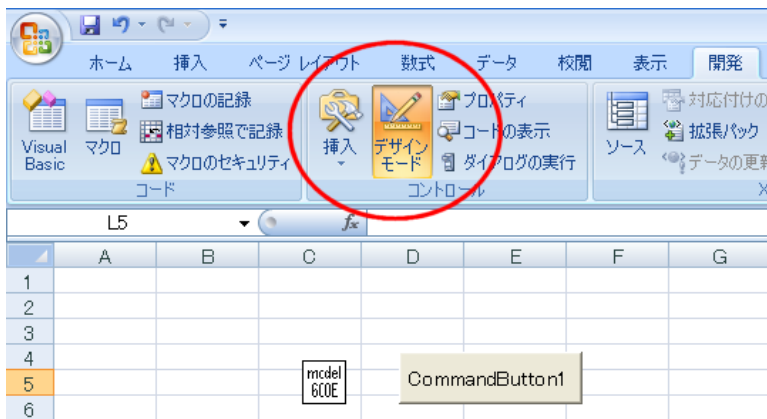 ホーム 挿入 ページ レイアウト 数式 データ 校閲 表示 開発
Visual Basic
マクロ
マクロの記録
相対参照で記録
マクロのセキュリティ
コード
挿入
デザイン モード
プロパティ
コードの表示
ダイアログの実行
コントロール
ソース
対応付けの
拡張パック
データの更新
X
L5 fx
A B C D E F G
1
2
3
4
5
6
model
600E
CommandButton1